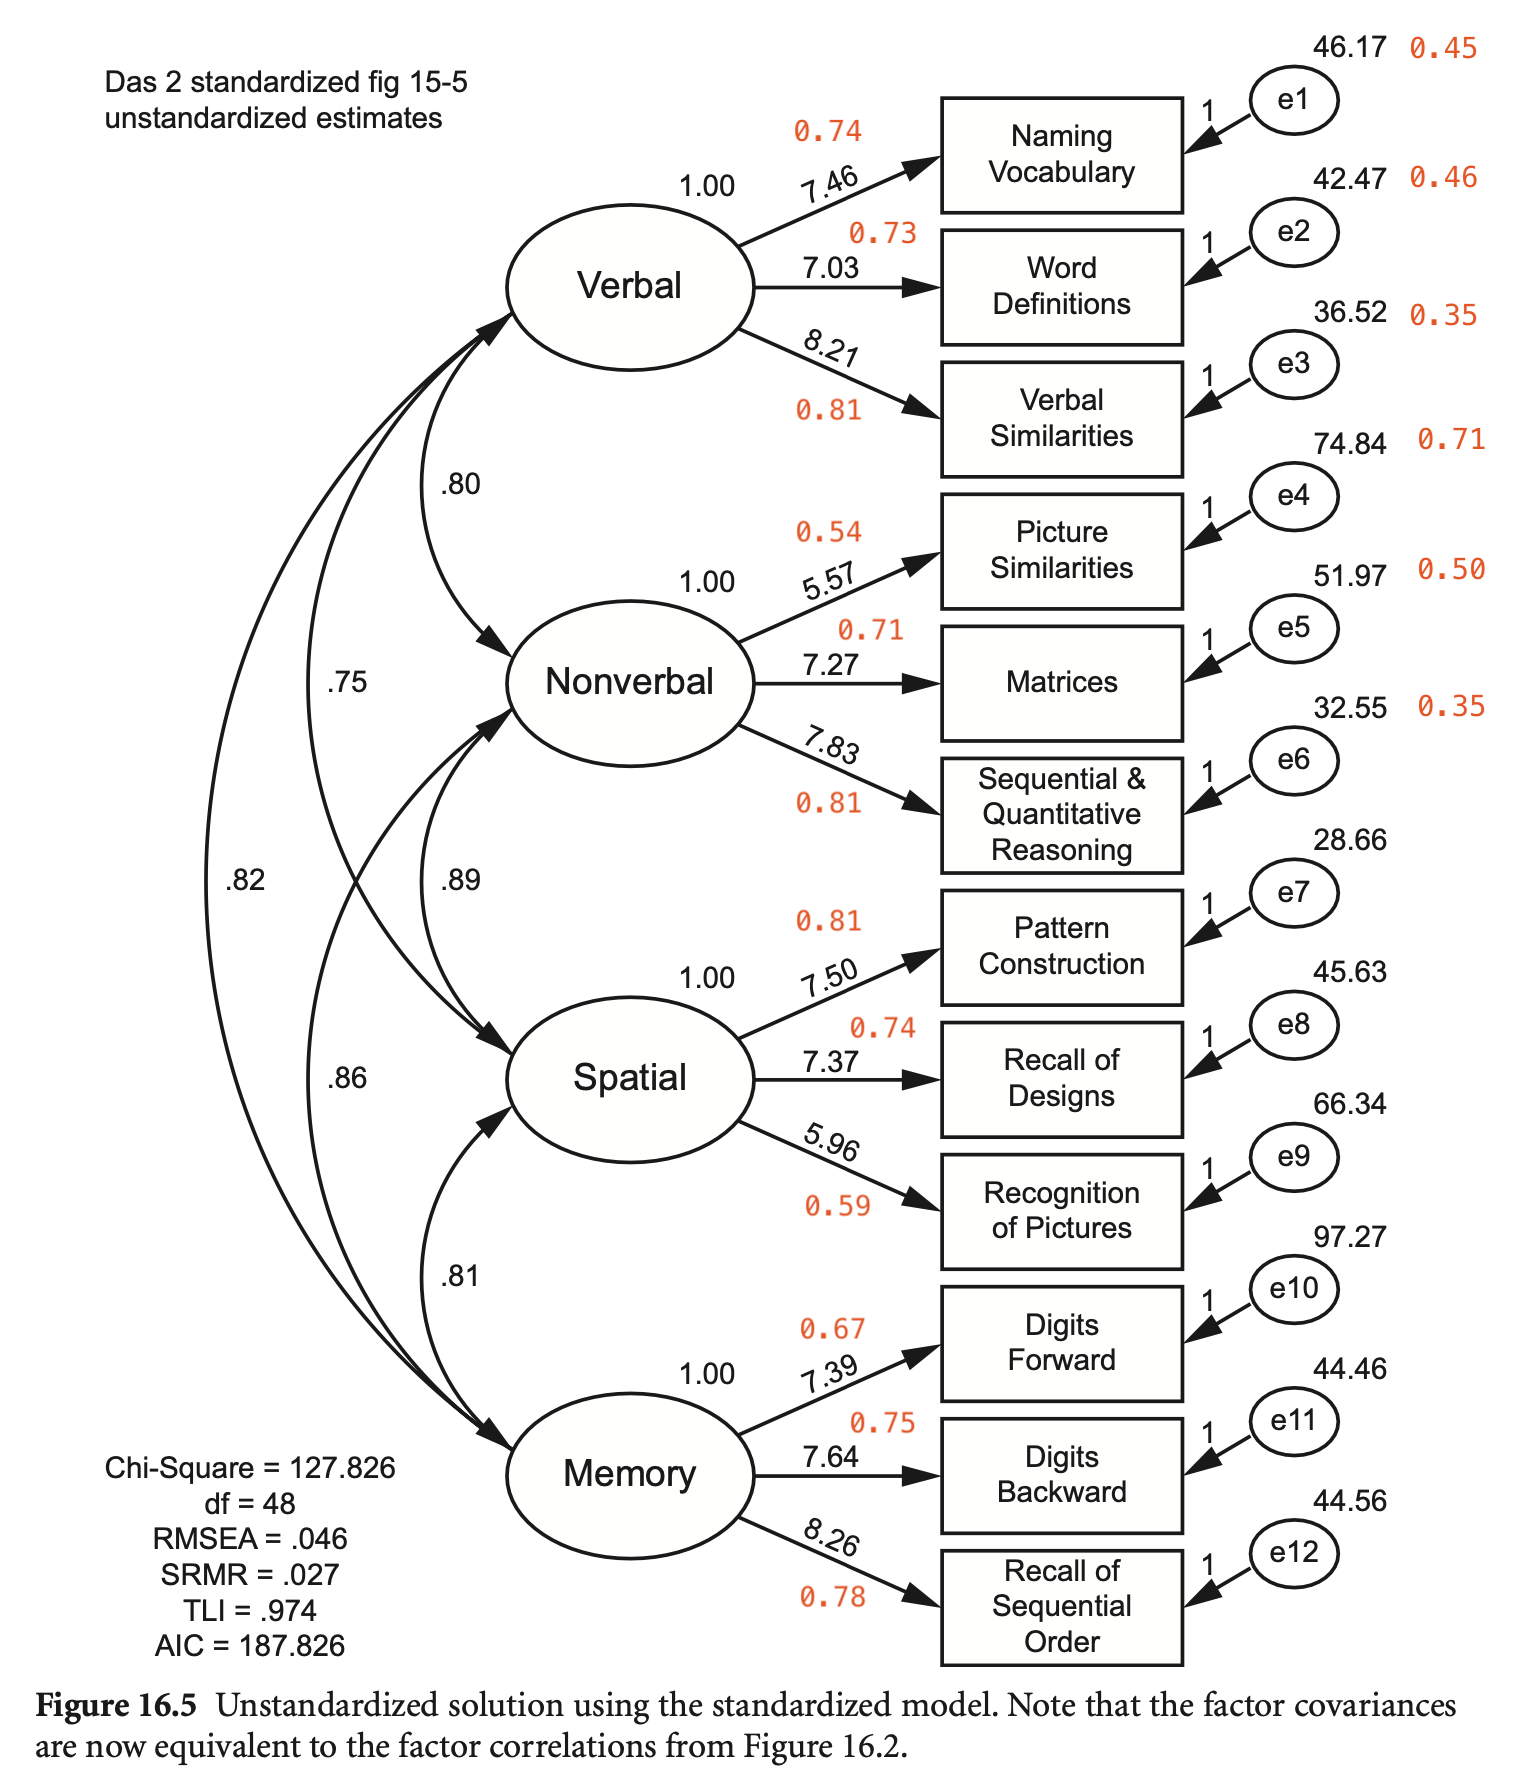 46.17 0.45
Das 2 standardized fig 15-5
unstandardized estimates
e1
1
0.74
Naming
Vocabulary
1.00
7.46
42.47 0.46
e2
1
0.73
Verbal
7.03
Word
Definitions
36.52 0.35
e3
1
8.21
0.81
Verbal
Similarities
74.84 0.71
e4
1
.80
0.54
Picture
Similarities
1.00
5.57
51.97 0.50
e5
1
0.71
.75
Nonverbal
7.27
Matrices
32.55 0.35
e6
1
7.83
0.81
Sequential &
Quantitative
Reasoning
28.66
e7
1
.82
.89
0.81
Pattern
Construction
1.00
7.50
45.63
e8
1
0.74
.86
Spatial
7.37
Recall of
Designs
66.34
e9
1
5.96
0.59
Recognition
of Pictures
97.27
e10
1
.81
0.67
Digits
Forward
1.00
7.39
44.46
e11
1
0.75
Memory
7.64
Digits
Backward
44.56
e12
1
8.26
0.78
Recall of
Sequential
Order
Chi-Square = 127.826
df = 48
RMSEA = .046
SRMR = .027
TLI = .974
AIC = 187.826
Figure 16.5 Unstandardized solution using the standardized model. Note that the factor covariances
are now equivalent to the factor correlations from Figure 16.2.